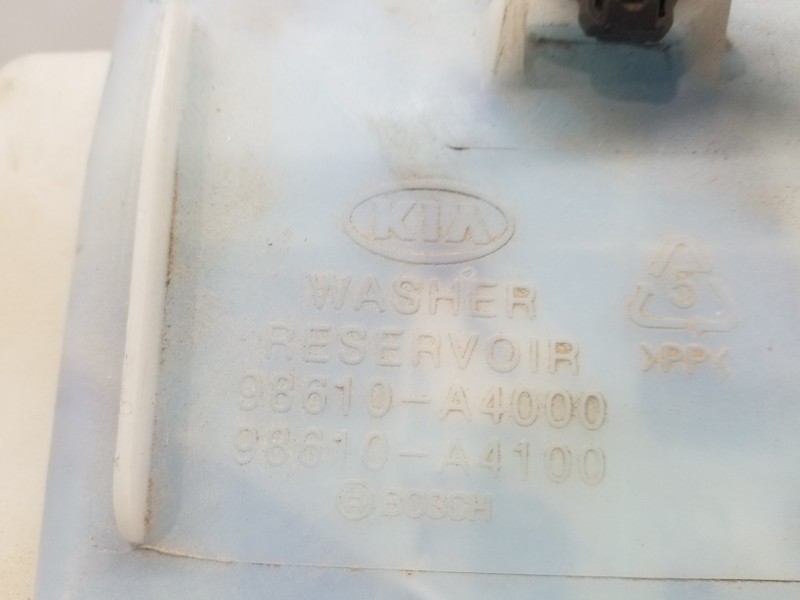 KIA
WASHER
RESERVOIR
98610-A4000
98610-A4100
BOSCH
5
>PP<